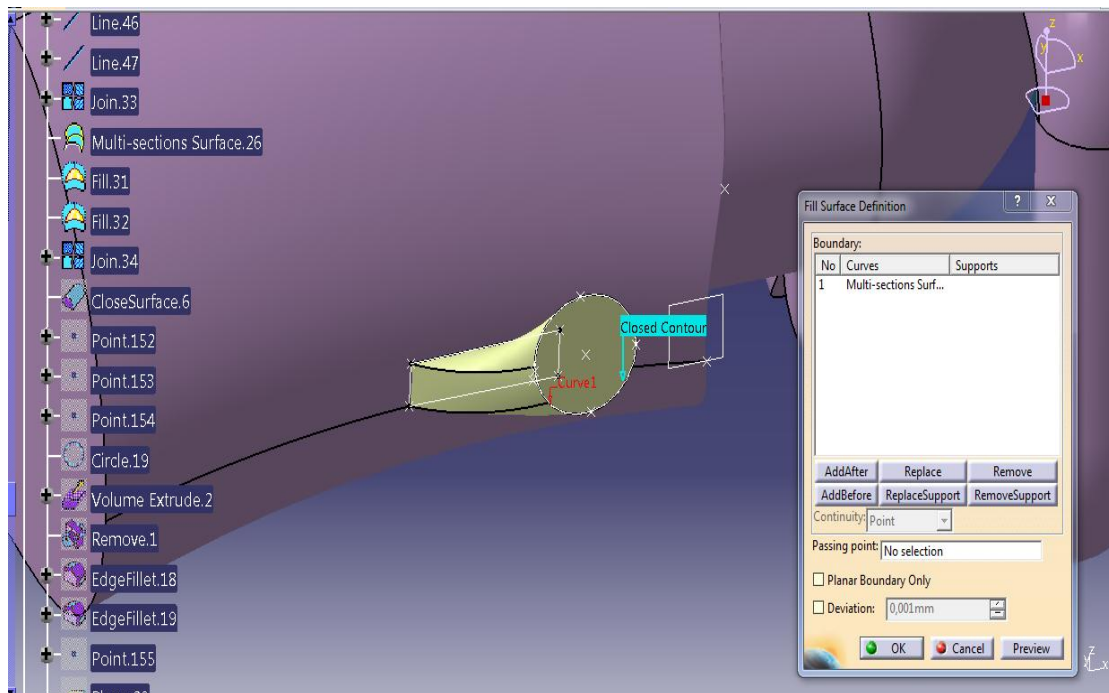 Line.46
Line.47
Join.33
Multi-sections Surface.26
Fill.31
Fill.32
Join.34
CloseSurface.6
Point.152
Point.153
Point.154
Circle.19
Volume Extrude.2
Remove.1
EdgeFillet.18
EdgeFillet.19
Point.155
Closed Contour
Curve1
z
y
x
Fill Surface Definition
? X
Boundary:
No Curves Supports
1 Multi-sections Surf...
AddAfter Replace Remove
AddBefore ReplaceSupport RemoveSupport
Continuity: Point
Passing point: No selection
Planar Boundary Only
Deviation: 0,001mm
OK Cancel Preview
z
y
x